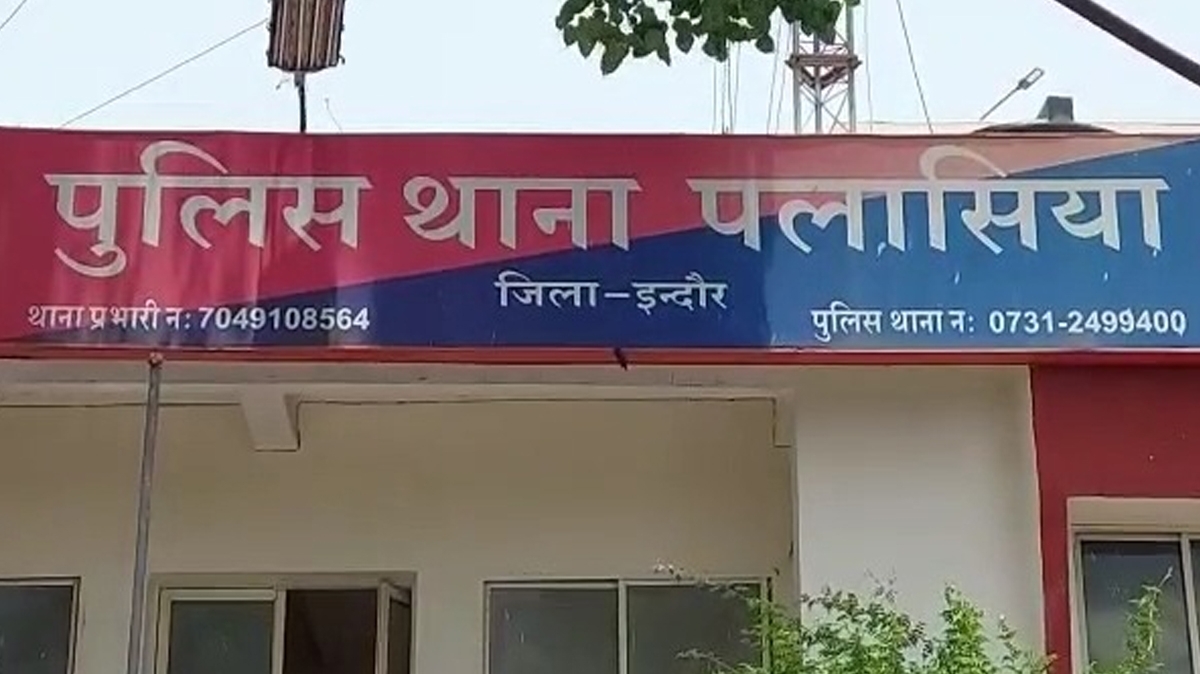 पुलिस थाना पलासिया
जिला-इन्दौर
थाना प्रभारी न: 7049108564 पुलिस थाना न: 0731-2499400